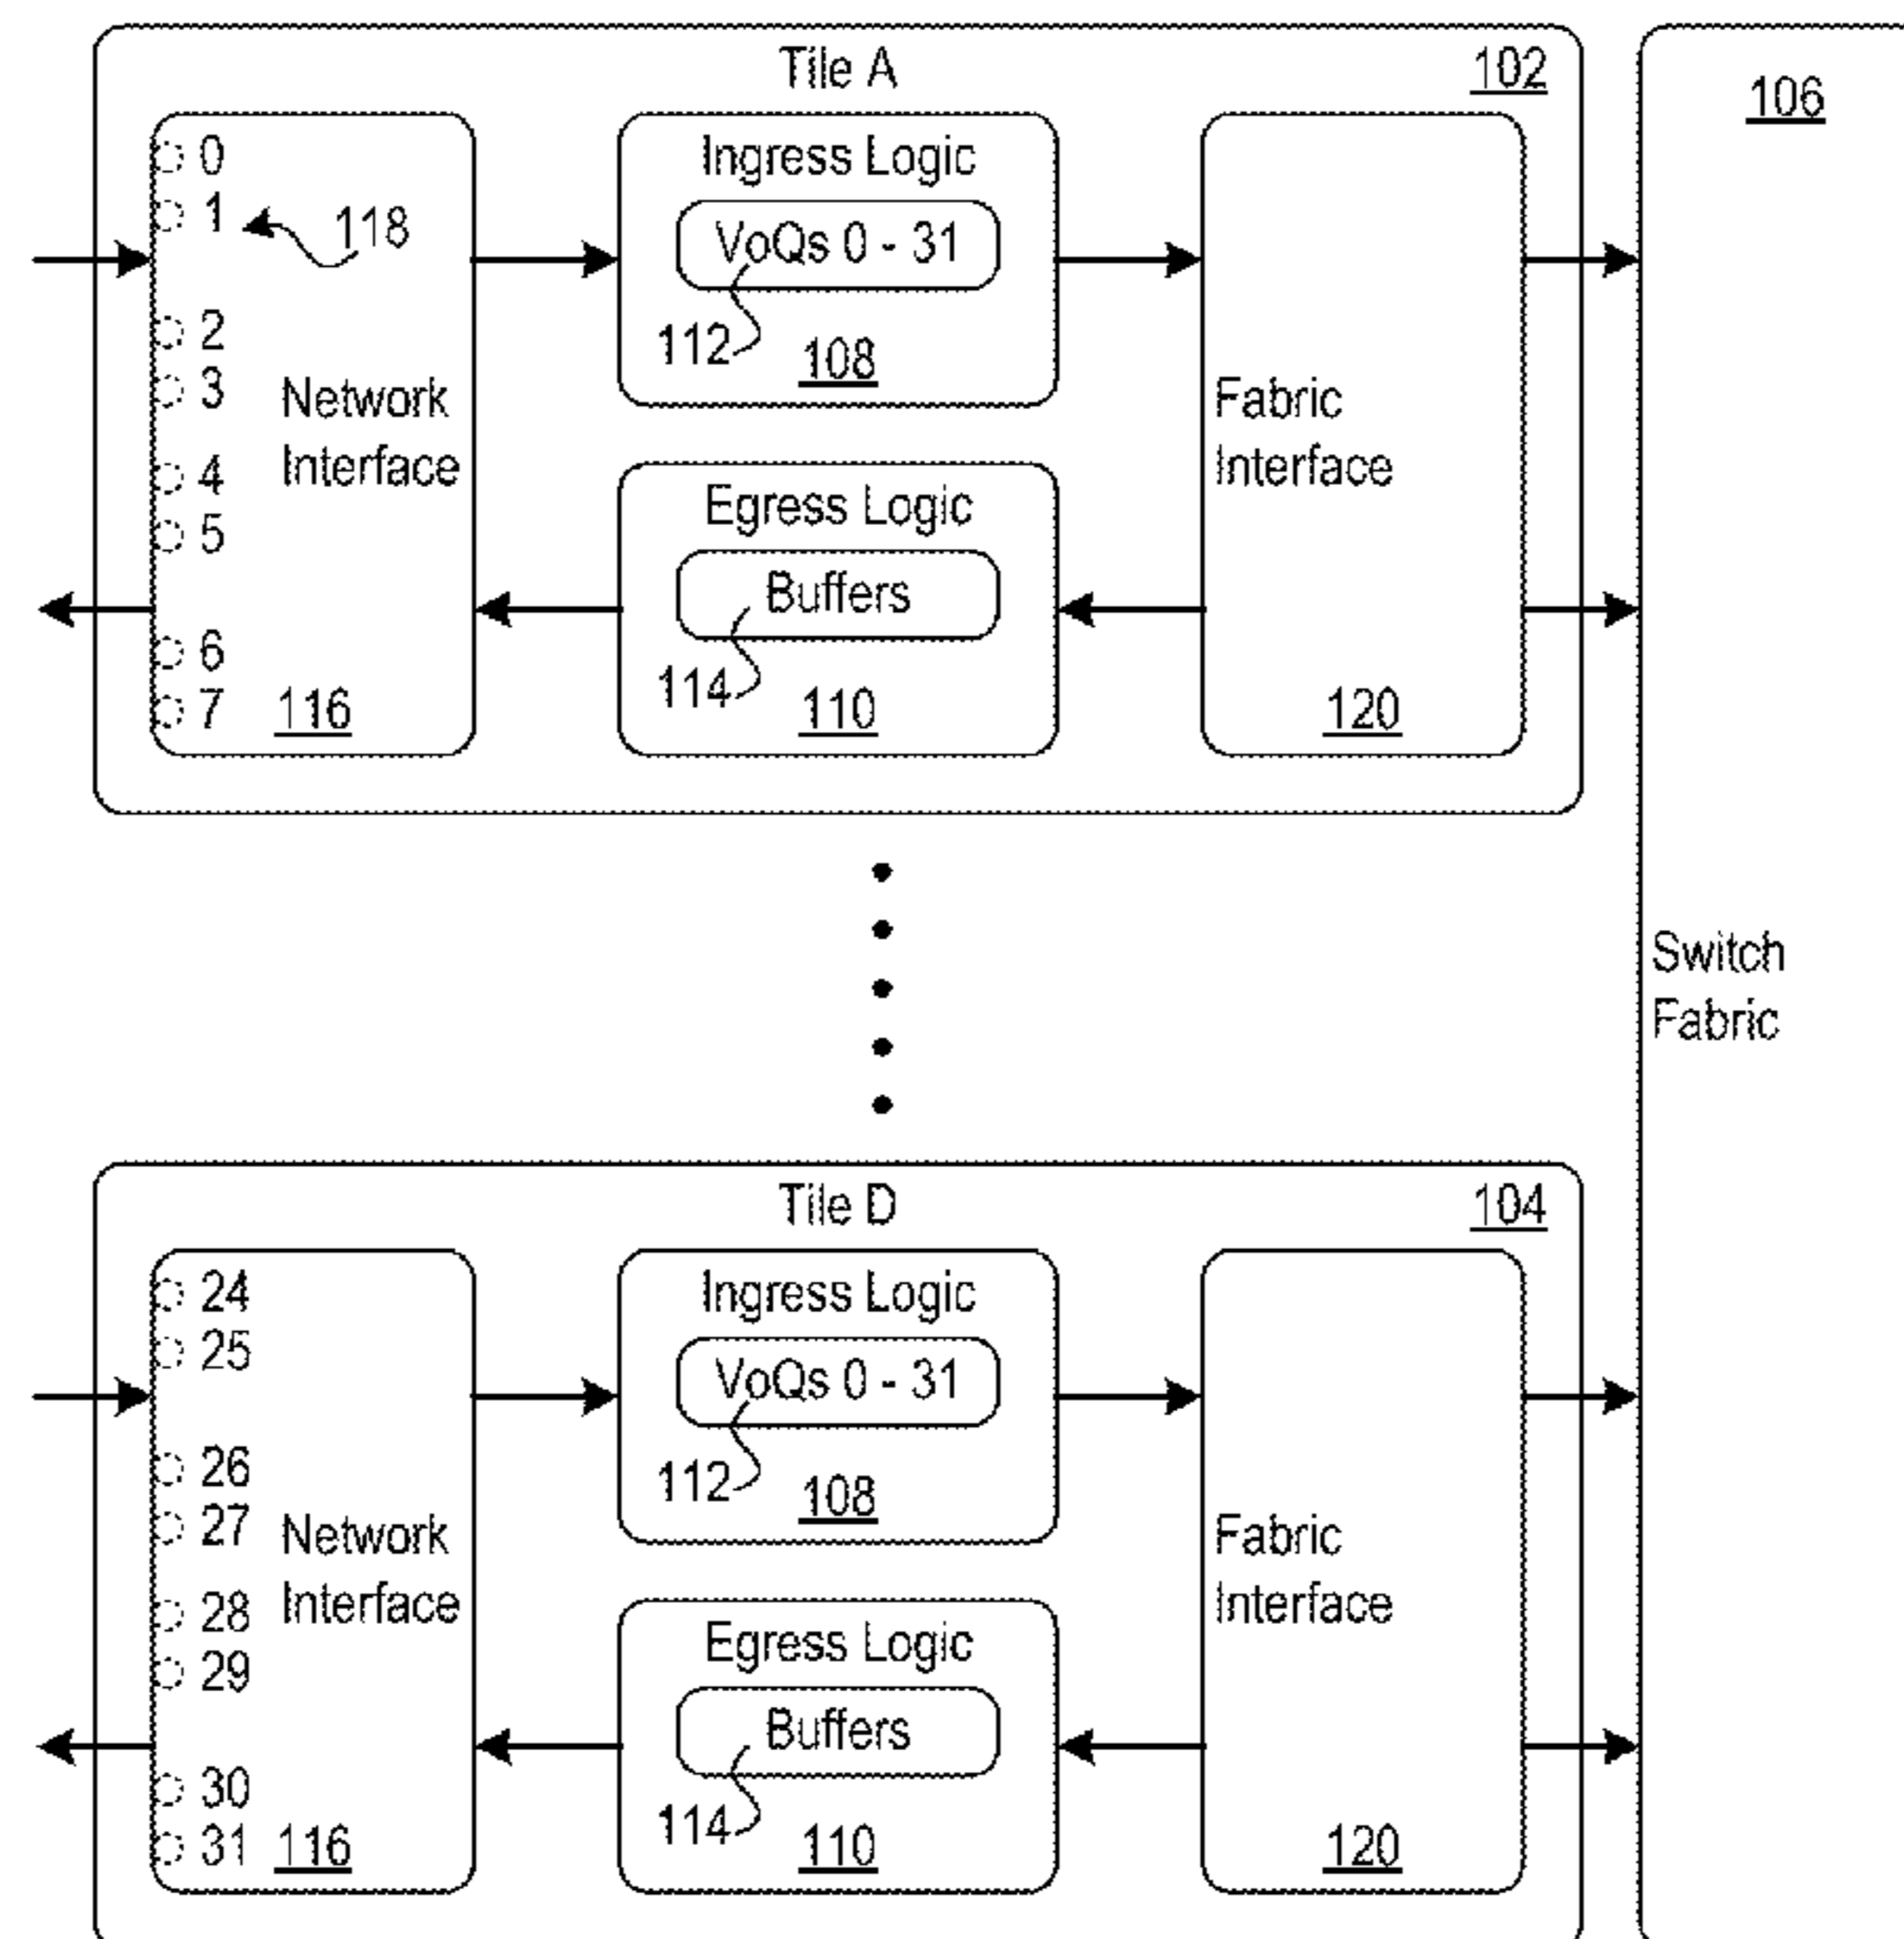 Tile A
102
106
0
1
118
2
3
4
5
6
7
Network
Interface
116
Ingress Logic
VoQs 0 - 31
112
108
Egress Logic
Buffers
114
110
Fabric
Interface
120
Switch
Fabric
Tile D
104
24
25
26
27
28
29
30
31
Network
Interface
116
Ingress Logic
VoQs 0 - 31
112
108
Egress Logic
Buffers
114
110
Fabric
Interface
120